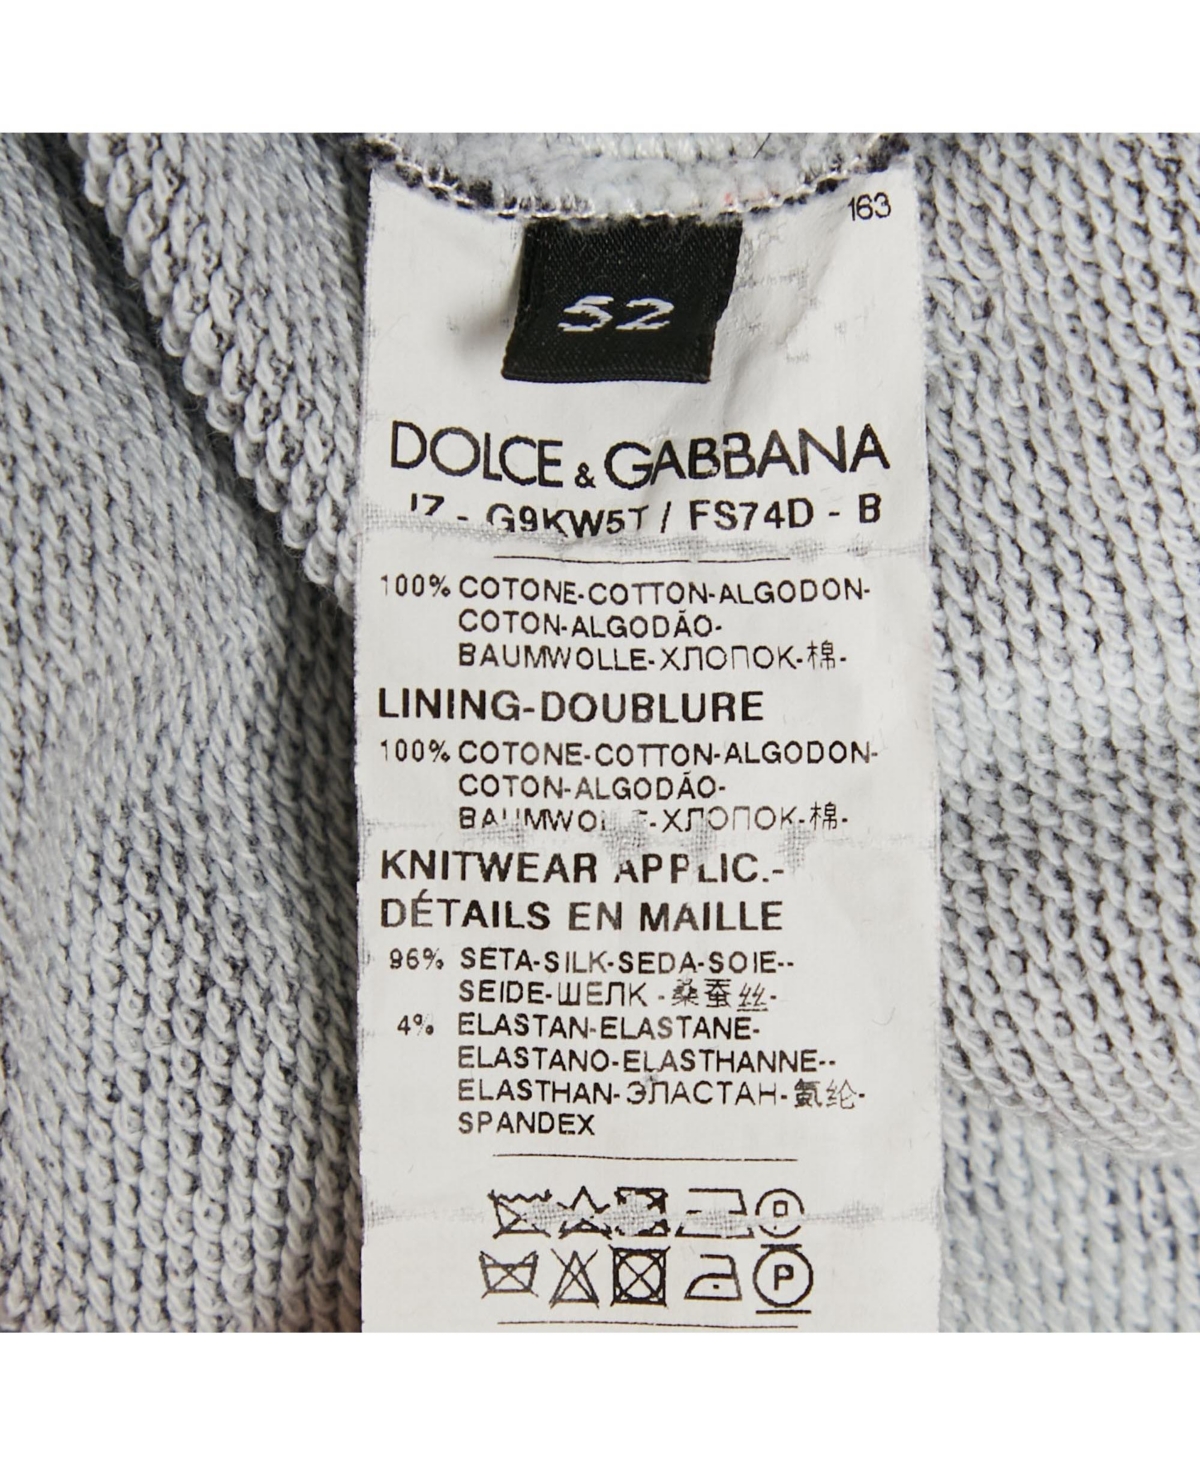 163
52
DOLCE & GABBANA
- G9KW5T / FS74D - B
100% COTONE-COTTON-ALGODON-
COTON-ALGODÃO-
BAUMWOLLE-ХЛОПОК-棉-
LINING-DOUBLURE
100% COTONE-COTTON-ALGODON-
COTON-ALGODÃO-
BAUMWOLLE-ХЛОПОК-棉-
KNITWEAR APPLIC.-
DÉTAILS EN MAILLE
96% SETA-SILK-SEDA-SOIE--
SEIDE-ШЕЛК-桑蚕丝-
4% ELASTAN-ELASTANE-
ELASTANO-ELASTHANNE--
ELASTHAN-ЭЛАСТАН-氨纶-
SPANDEX
P